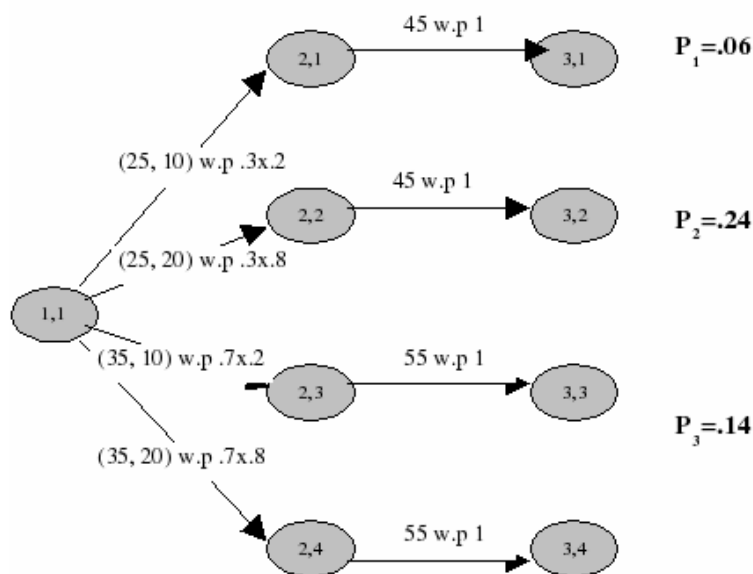 45 w.p 1
2,1
3,1
P₁=.06
(25, 10) w.p .3x.2
45 w.p 1
2,2
3,2
P₂=.24
(25, 20) w.p .3x.8
1,1
(35, 10) w.p .7x.2
55 w.p 1
2,3
3,3
P₃=.14
(35, 20) w.p .7x.8
55 w.p 1
2,4
3,4